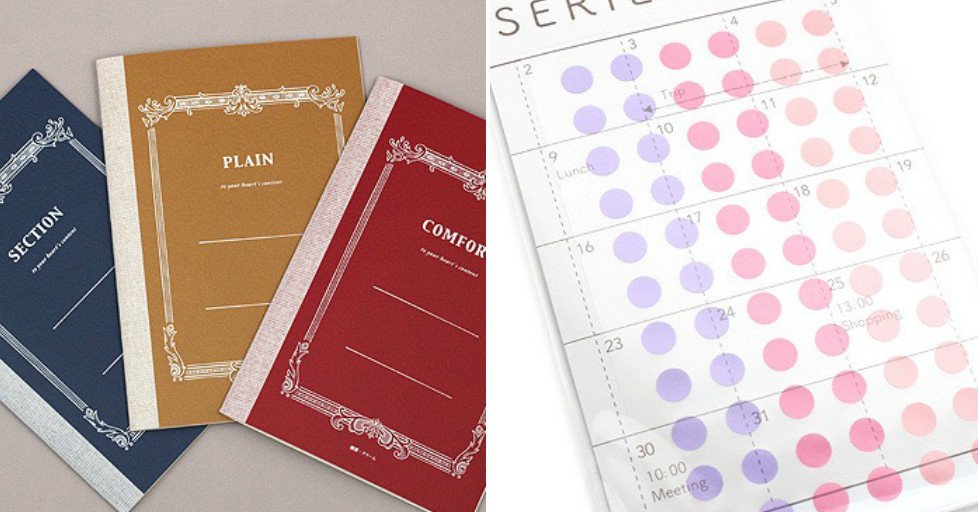 SECTION
to your heart's content
PLAIN
to your heart's content
COMFOR
to your heart's content
SERIE
2 3 4 5
Trip
9 10 11 12
Lunch
16 17 18 19
23 24 25 26
13:00
Shopping
30 31
10:00
Meeting